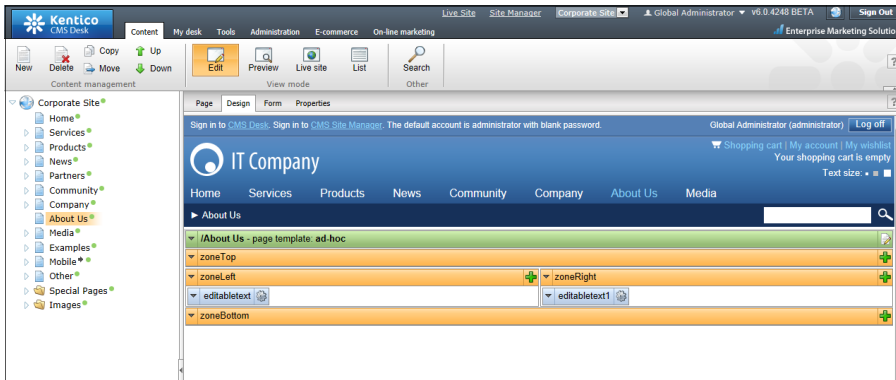 Live Site Site Manager Corporate Site Global Administrator v6.0.4248 BETA Sign Out
Kentico
CMS Desk
Content My desk Tools Administration E-commerce On-line marketing
Enterprise Marketing Solutio
New Delete Copy Move Up Down
Content management
Edit Preview Live site List
View mode
Search
Other
?
Corporate Site
Home
Services
Products
News
Partners
Community
Company
About Us
Media
Examples
Mobile
Other
Special Pages
Images
Page Design Form Properties
?
Sign in to CMS Desk. Sign in to CMS Site Manager. The default account is administrator with blank password. Global Administrator (administrator) Log off
Shopping cart | My account | My wishlist
Your shopping cart is empty
IT Company
Text size:
Home Services Products News Community Company About Us Media
► About Us
/About Us - page template: ad-hoc
zoneTop
zoneLeft zoneRight
editabletext editabletext1
zoneBottom